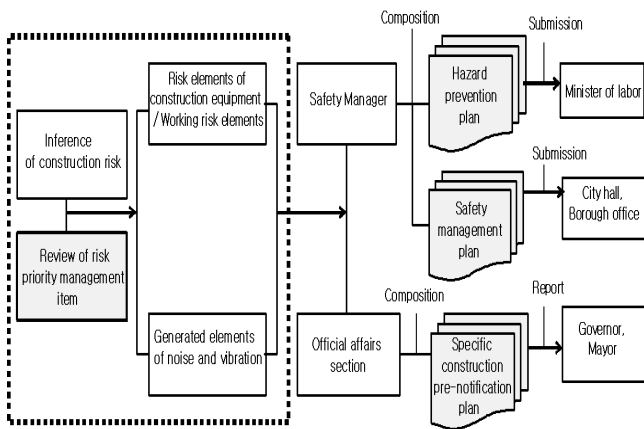 Inference
of construction risk
Review of risk
priority management
item
Risk elements of
construction equipment
/ Working risk elements
Generated elements
of noise and vibration
Safety Manager
Official affairs
section
Composition
Hazard
prevention
plan
Submission
Minister of labor
Safety
management
plan
Submission
City hall,
Borough office
Composition
Specific
construction
pre-notification
plan
Report
Governor,
Mayor